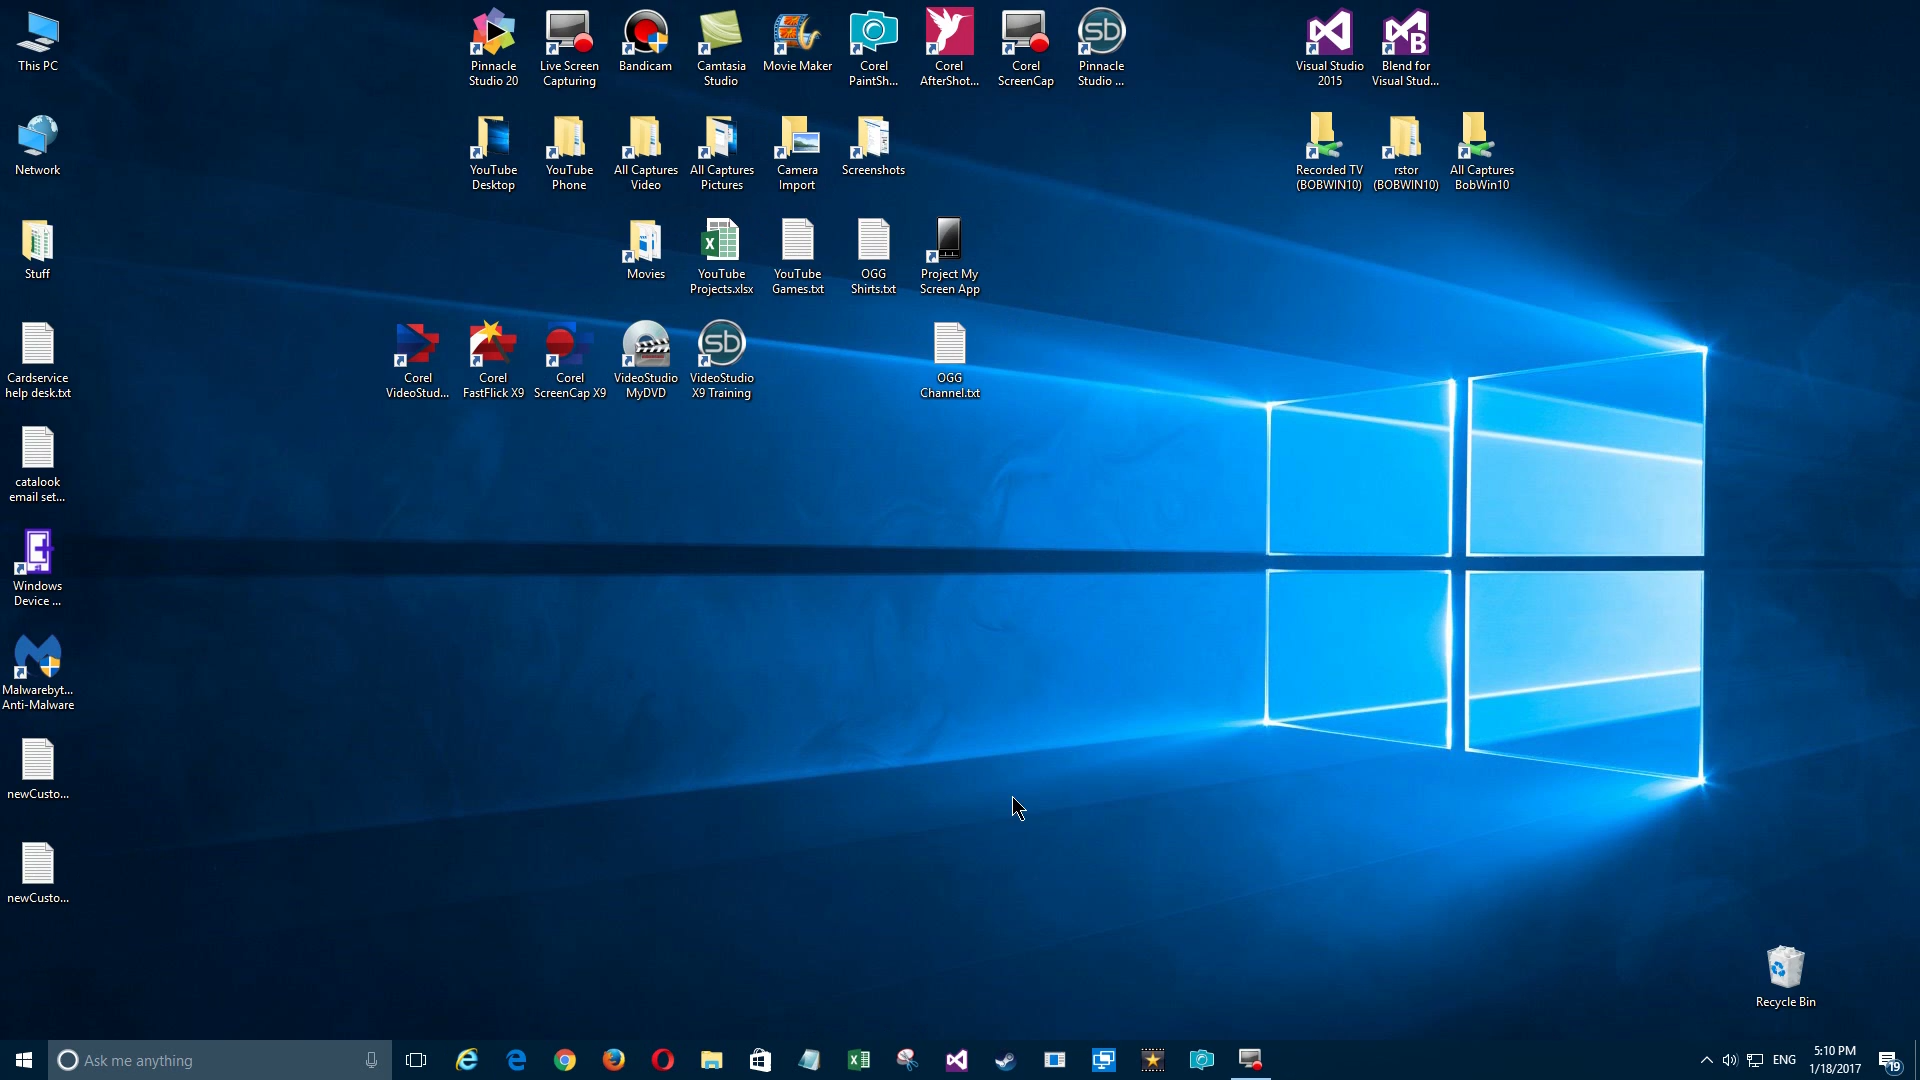 This PC
Network
Stuff
Cardservice
help desk.txt
catalook
email set...
Windows
Device ...
Malwarebyt...
Anti-Malware
newCusto...
newCusto...
Pinnacle
Studio 20
Live Screen
Capturing
Bandicam
Camtasia
Studio
Movie Maker
Corel
PaintSh...
Corel
AfterShot...
Corel
ScreenCap
sb
Pinnacle
Studio ...
Visual Studio
2015
B
Blend for
Visual Stud...
YouTube
Desktop
YouTube
Phone
All Captures
Video
All Captures
Pictures
Camera
Import
Screenshots
Recorded TV
(BOBWIN10)
rstor
(BOBWIN10)
All Captures
BobWin10
Movies
YouTube
Projects.xlsx
YouTube
Games.txt
OGG
Shirts.txt
Project My
Screen App
Corel
VideoStud...
Corel
FastFlick X9
Corel
ScreenCap X9
VideoStudio
MyDVD
sb
VideoStudio
X9 Training
OGG
Channel.txt
Recycle Bin
Ask me anything
ENG
5:10 PM
1/18/2017
19